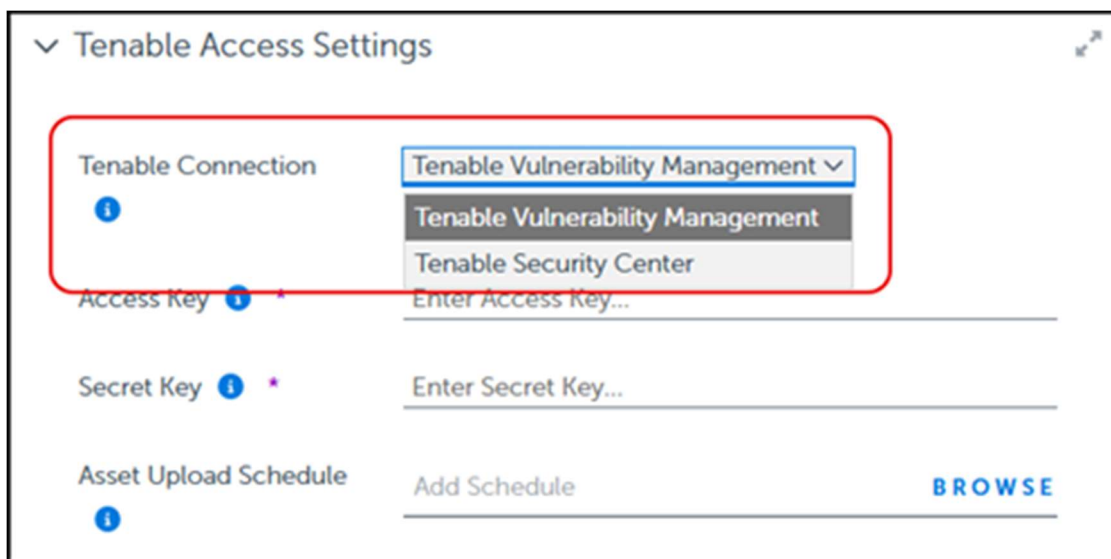 Tenable Access Settings
Tenable Connection
Tenable Vulnerability Management
Tenable Vulnerability Management
Tenable Security Center
Access Key *
Enter Access Key...
Secret Key *
Enter Secret Key...
Asset Upload Schedule
Add Schedule
BROWSE